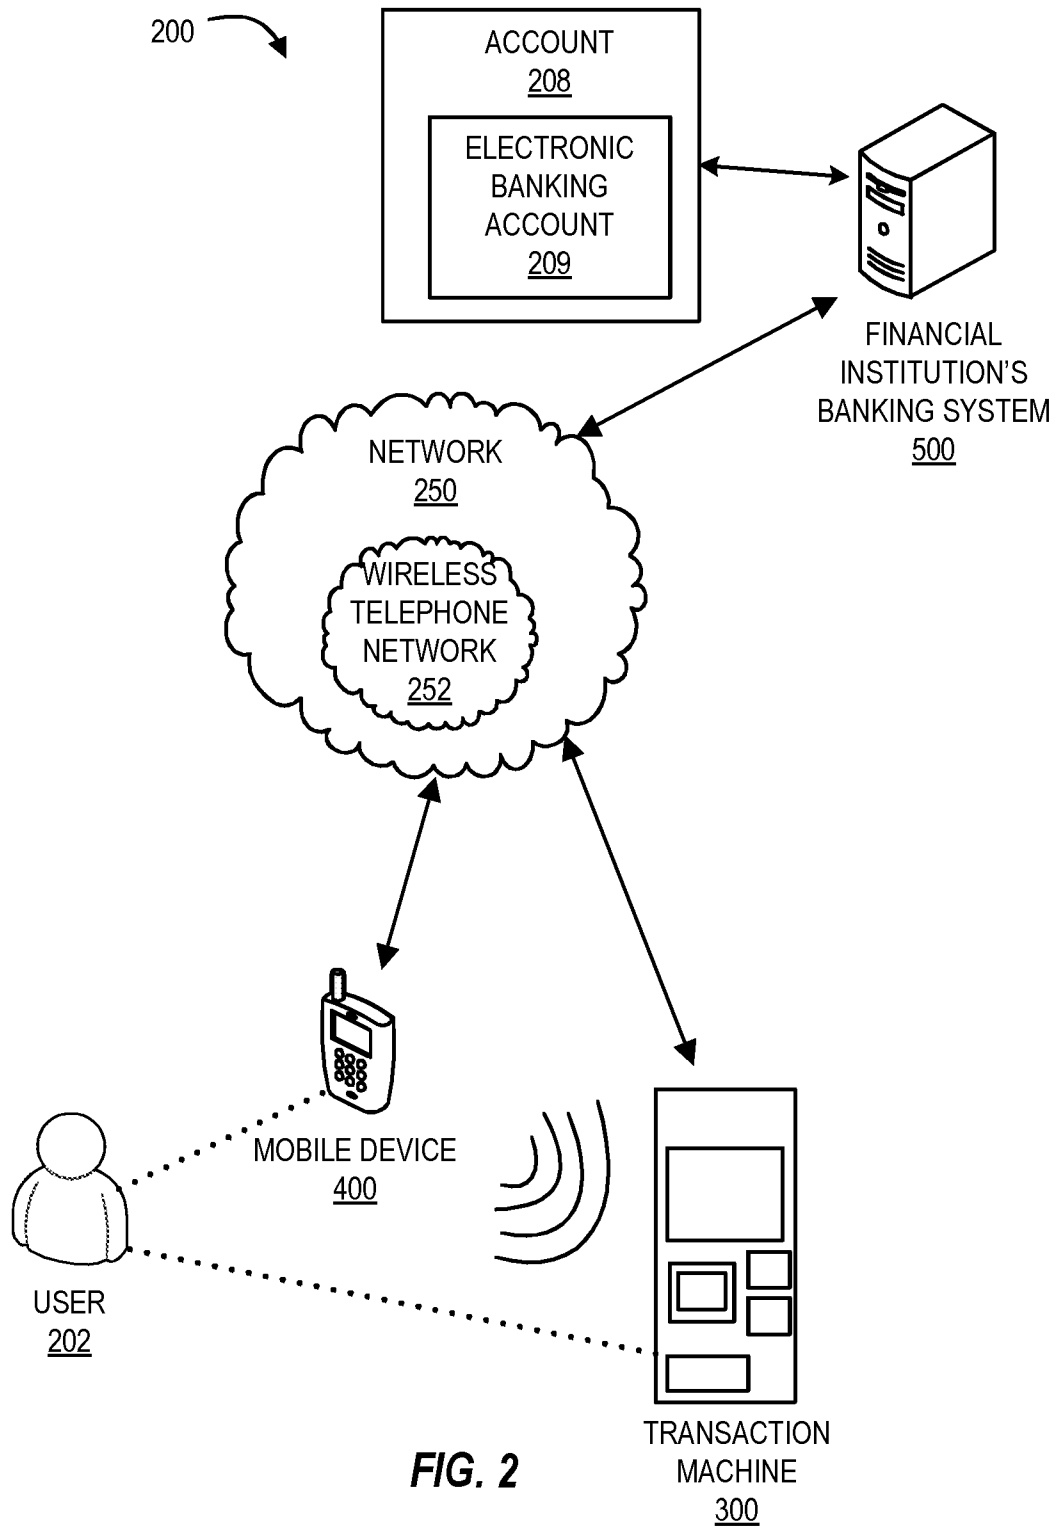 200
ACCOUNT
208
ELECTRONIC
BANKING
ACCOUNT
209
FINANCIAL
INSTITUTION'S
BANKING SYSTEM
500
NETWORK
250
WIRELESS
TELEPHONE
NETWORK
252
MOBILE DEVICE
400
USER
202
TRANSACTION
MACHINE
300
FIG. 2